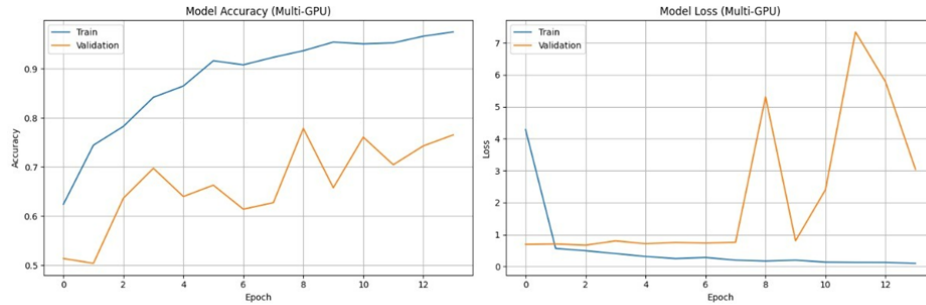 Model Accuracy (Multi-GPU)
Train
Validation
0.9
0.8
0.7
0.6
0.5
Accuracy
0 2 4 6 8 10 12
Epoch
Model Loss (Multi-GPU)
Train
Validation
7
6
5
4
3
2
1
0
Loss
0 2 4 6 8 10 12
Epoch